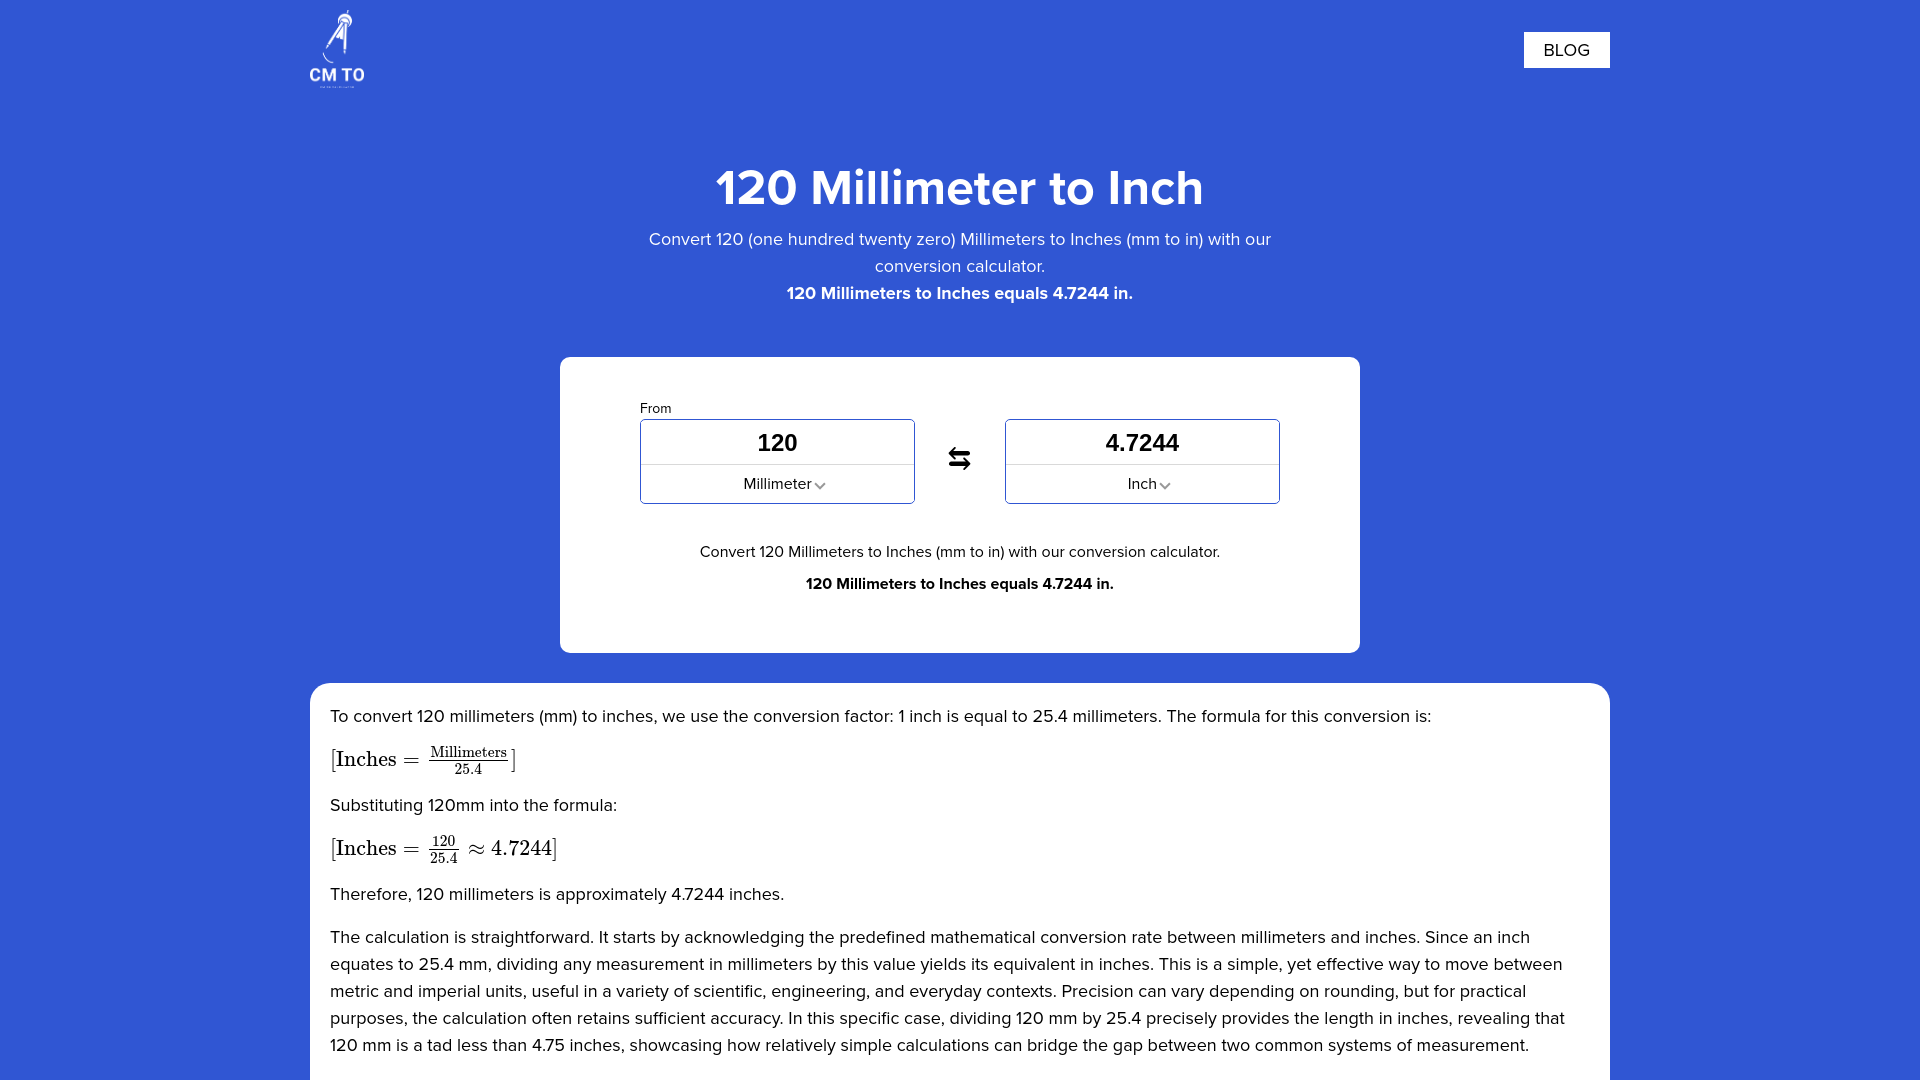 CM TO
BLOG
120 Millimeter to Inch
Convert 120 (one hundred twenty zero) Millimeters to Inches (mm to in) with our
conversion calculator.
120 Millimeters to Inches equals 4.7244 in.
From
120
4.7244
Millimeter
Inch
Convert 120 Millimeters to Inches (mm to in) with our conversion calculator.
120 Millimeters to Inches equals 4.7244 in.
To convert 120 millimeters (mm) to inches, we use the conversion factor: 1 inch is equal to 25.4 millimeters. The formula for this conversion is:
[Inches = Millimeters/25.4]
Substituting 120mm into the formula:
[Inches = 120/25.4 ≈ 4.7244]
Therefore, 120 millimeters is approximately 4.7244 inches.
The calculation is straightforward. It starts by acknowledging the predefined mathematical conversion rate between millimeters and inches. Since an inch
equates to 25.4 mm, dividing any measurement in millimeters by this value yields its equivalent in inches. This is a simple, yet effective way to move between
metric and imperial units, useful in a variety of scientific, engineering, and everyday contexts. Precision can vary depending on rounding, but for practical
purposes, the calculation often retains sufficient accuracy. In this specific case, dividing 120 mm by 25.4 precisely provides the length in inches, revealing that
120 mm is a tad less than 4.75 inches, showcasing how relatively simple calculations can bridge the gap between two common systems of measurement.